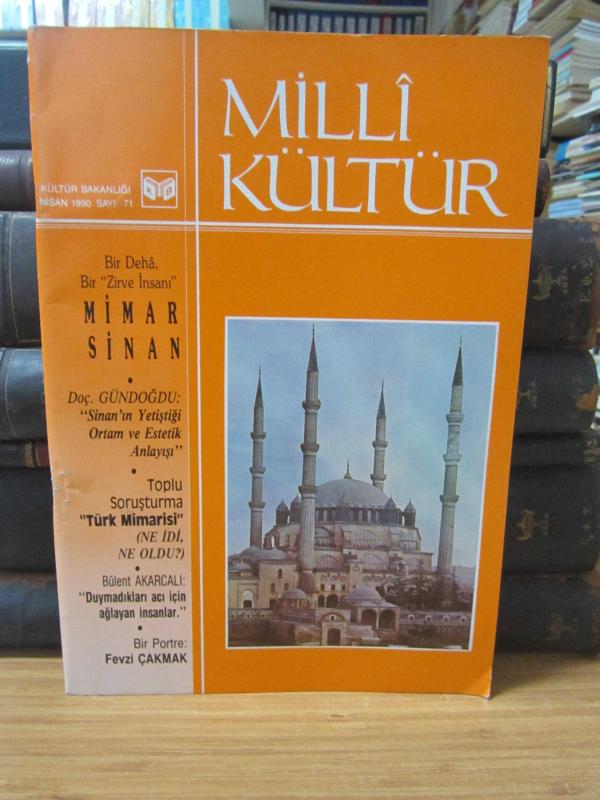 MİLLÎ
KÜLTÜR
KÜLTÜR BAKANLIĞI
NİSAN 1990 SAYI: 71
Bir Dehâ,
Bir "Zirve İnsanı"
MİMAR
SİNAN
•
Doç. GÜNDOĞDU:
"Sinan'ın Yetiştiği
Ortam ve Estetik
Anlayışı"
•
Toplu
Soruşturma
"Türk Mimarisi"
(NE İDİ,
NE OLDU?)
•
Bülent AKARCALI:
"Duymadıkları acı için
ağlayan insanlar."
•
Bir Portre:
Fevzi ÇAKMAK